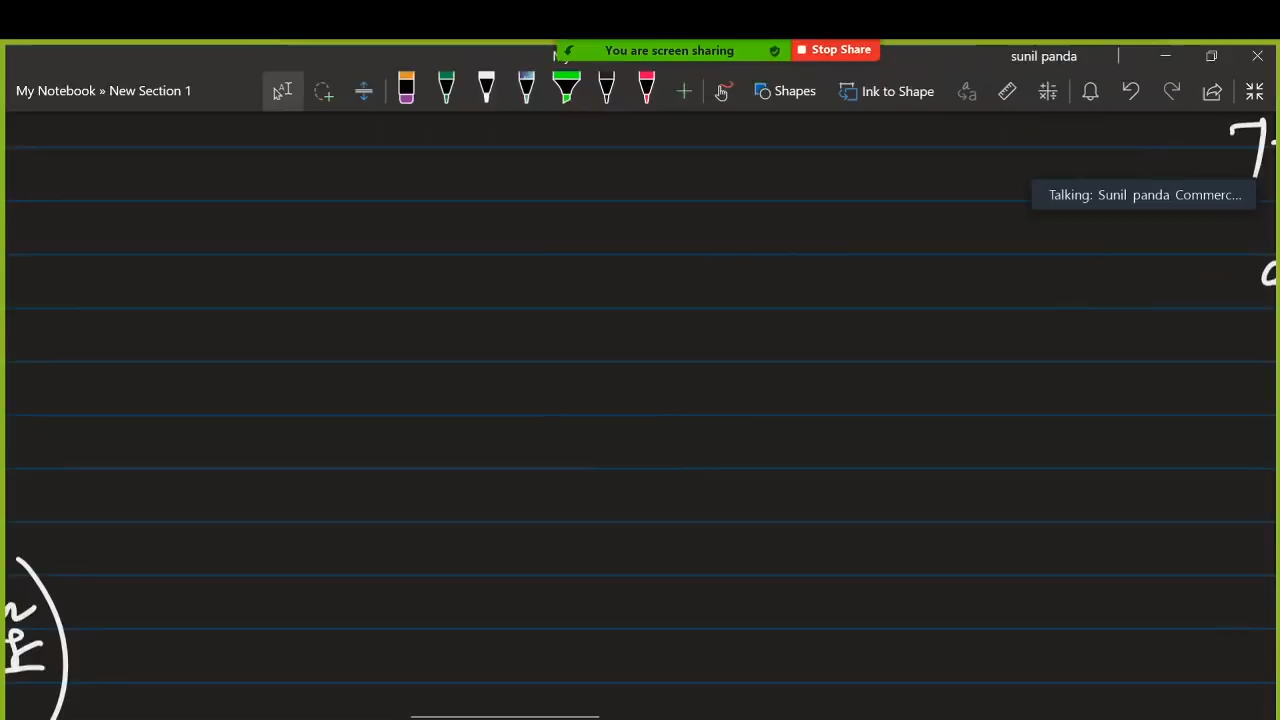 You are screen sharing
Stop Share
sunil panda
My Notebook » New Section 1
Shapes
Ink to Shape
7
Talking: Sunil panda Commerc...